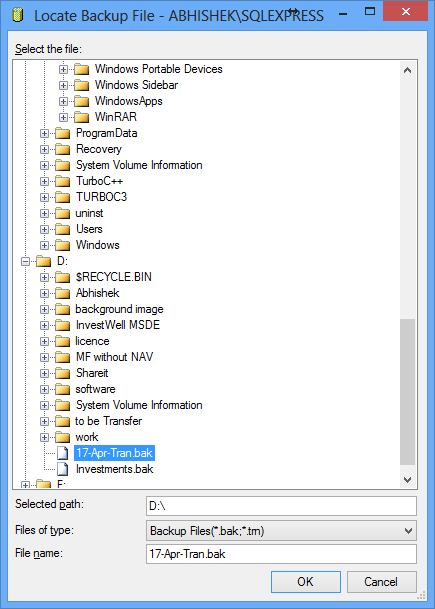 Locate Backup File - ABHISHEK\SQLEXPRESS
Select the file:
Windows Portable Devices
Windows Sidebar
WindowsApps
WinRAR
ProgramData
Recovery
System Volume Information
TurboC++
TURBOC3
uninst
Users
Windows
D:
$RECYCLE.BIN
Abhishek
background image
InvestWell MSDE
licence
MF without NAV
Shareit
software
System Volume Information
to be Transfer
work
17-Apr-Tran.bak
Investments.bak
Selected path: D:\
Files of type: Backup Files(*.bak;*.trn)
File name: 17-Apr-Tran.bak
OK Cancel